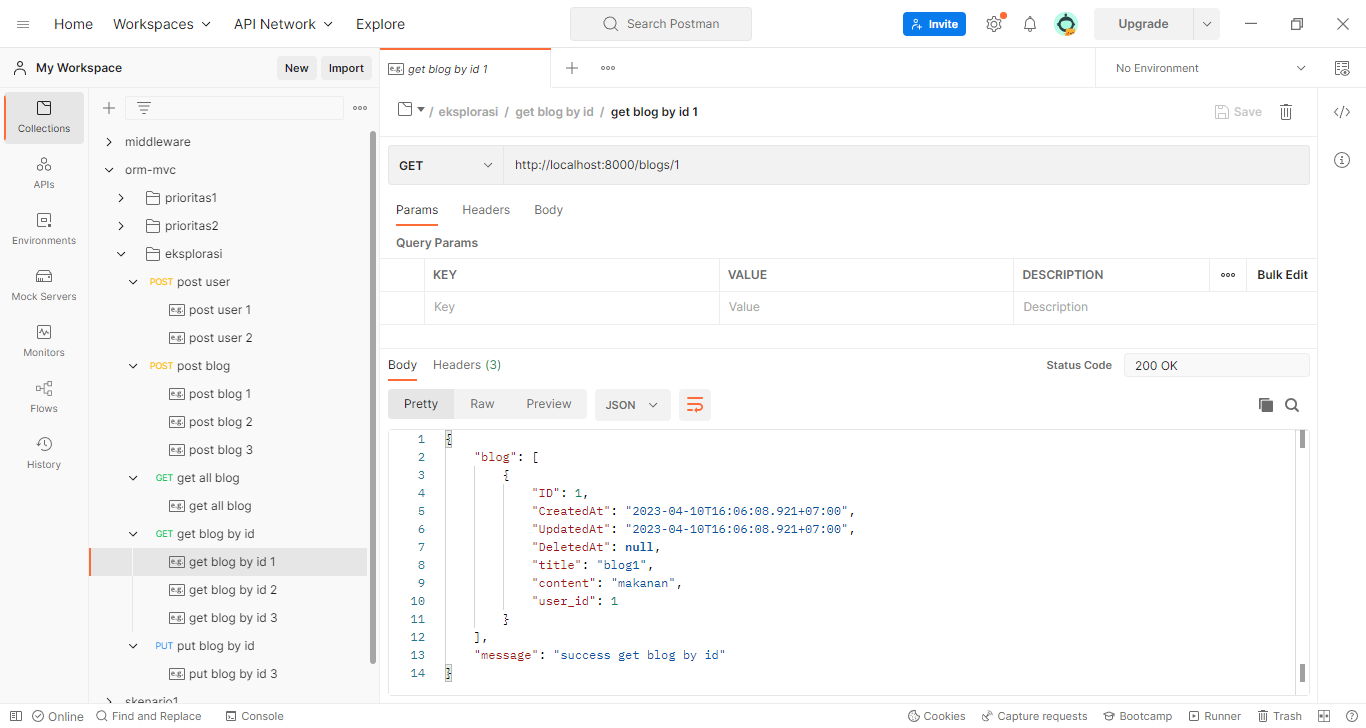 Home Workspaces API Network Explore Search Postman Invite Upgrade
My Workspace New Import
e.g. get blog by id 1
No Environment
Collections
APIs
Environments
Mock Servers
Monitors
Flows
History
middleware
orm-mvc
prioritas1
prioritas2
eksplorasi
POST post user
e.g. post user 1
e.g. post user 2
POST post blog
e.g. post blog 1
e.g. post blog 2
e.g. post blog 3
GET get all blog
e.g. get all blog
GET get blog by id
e.g. get blog by id 1
e.g. get blog by id 2
e.g. get blog by id 3
PUT put blog by id
e.g. put blog by id 3
skenario1
/ eksplorasi / get blog by id / get blog by id 1 Save
GET http://localhost:8000/blogs/1
Params Headers Body
Query Params
KEY VALUE DESCRIPTION Bulk Edit
Key Value Description
Body Headers (3) Status Code 200 OK
Pretty Raw Preview JSON
1 {
2 "blog": [
3 {
4 "ID": 1,
5 "CreatedAt": "2023-04-10T16:06:08.921+07:00",
6 "UpdatedAt": "2023-04-10T16:06:08.921+07:00",
7 "DeletedAt": null,
8 "title": "blog1",
9 "content": "makanan",
10 "user_id": 1
11 }
12 ],
13 "message": "success get blog by id"
14 }
Online Find and Replace Console Cookies Capture requests Bootcamp Runner Trash